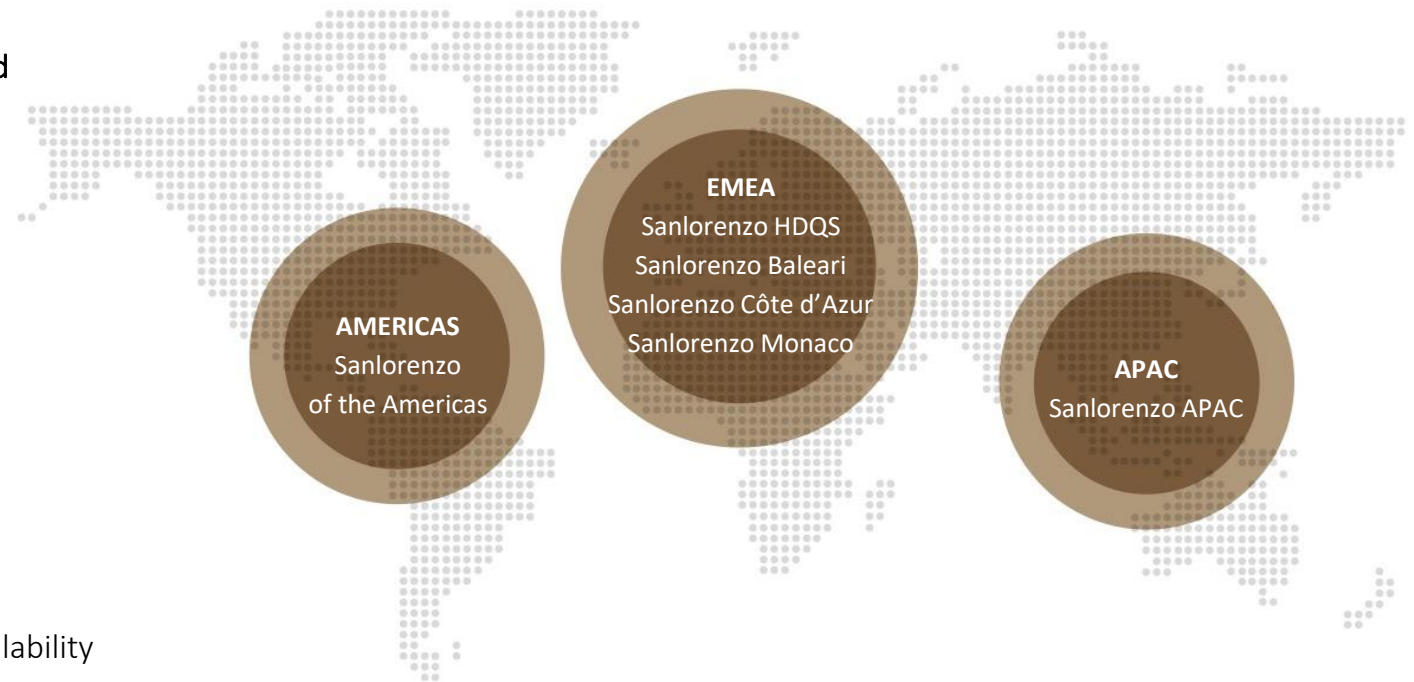 d
EMEA
Sanlorenzo HDQS
Sanlorenzo Baleari
Sanlorenzo Côte d’Azur
Sanlorenzo Monaco
AMERICAS
Sanlorenzo
of the Americas
APAC
Sanlorenzo APAC
lability